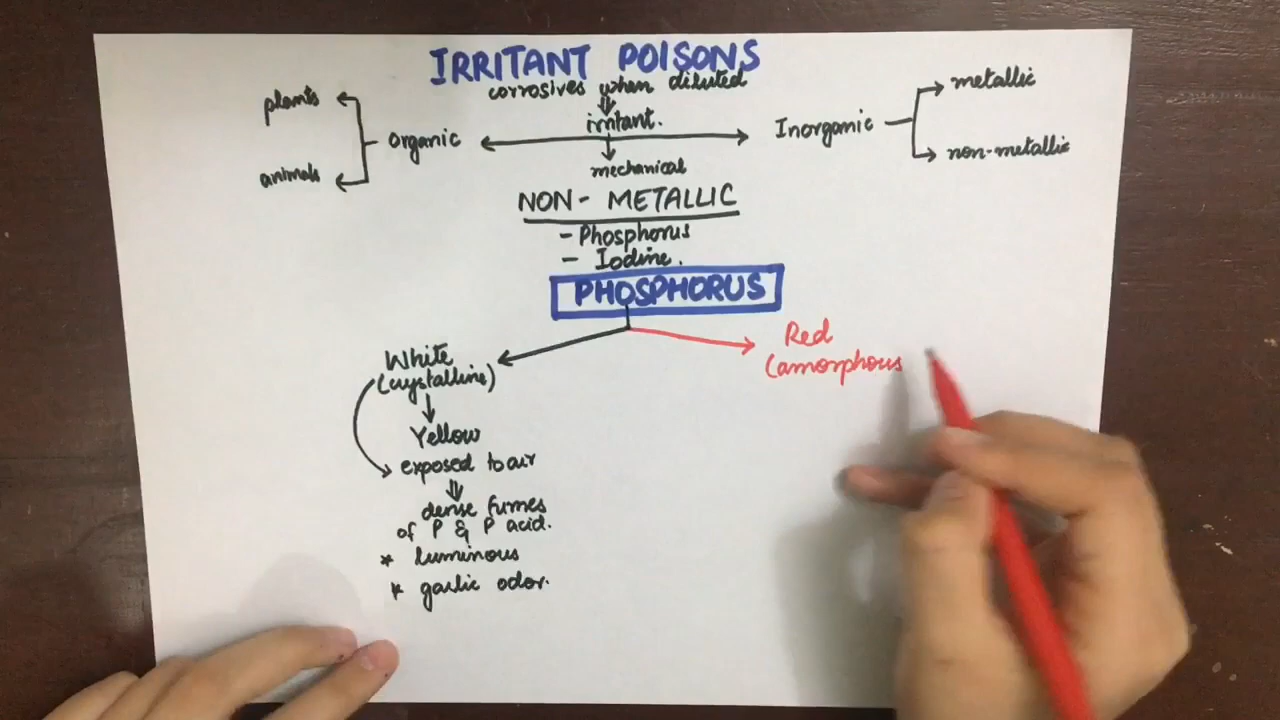 IRRITANT POISONS
corrosives when diluted
irritant.
plants
animals
organic
Inorganic
metallic
non-metallic
mechanical
NON- METALLIC
- Phosphorus
- Iodine.
PHOSPHORUS
White
(crystalline)
Yellow
exposed to air
dense fumes
of P & P acid.
* luminous
* garlic odor.
Red
(amorphous